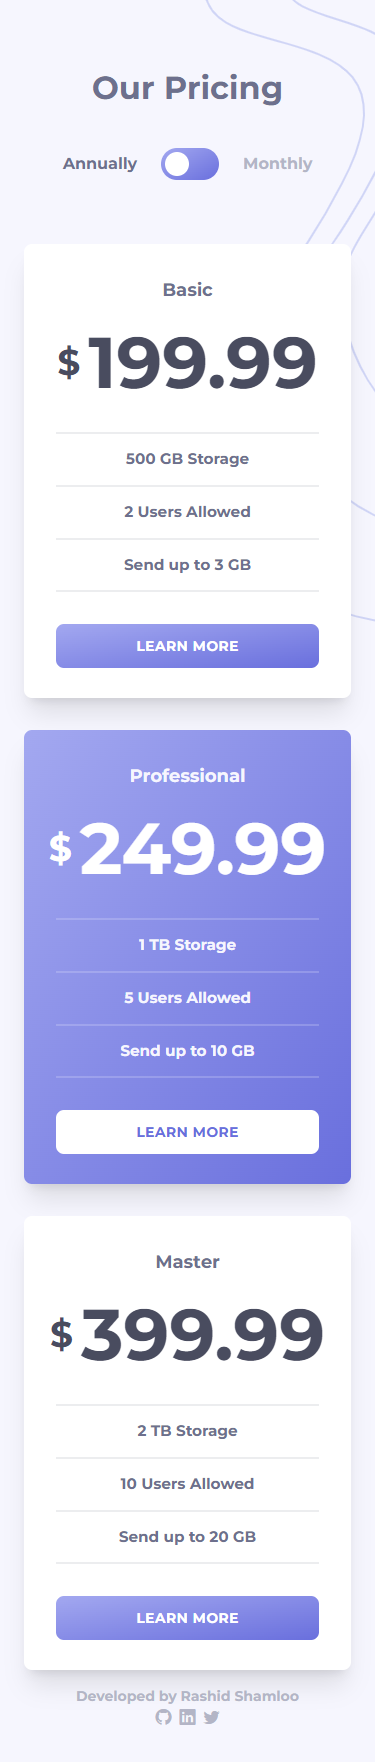 Our Pricing
Annually Monthly
Basic
$199.99
500 GB Storage
2 Users Allowed
Send up to 3 GB
LEARN MORE
Professional
$249.99
1 TB Storage
5 Users Allowed
Send up to 10 GB
LEARN MORE
Master
$399.99
2 TB Storage
10 Users Allowed
Send up to 20 GB
LEARN MORE
Developed by Rashid Shamloo